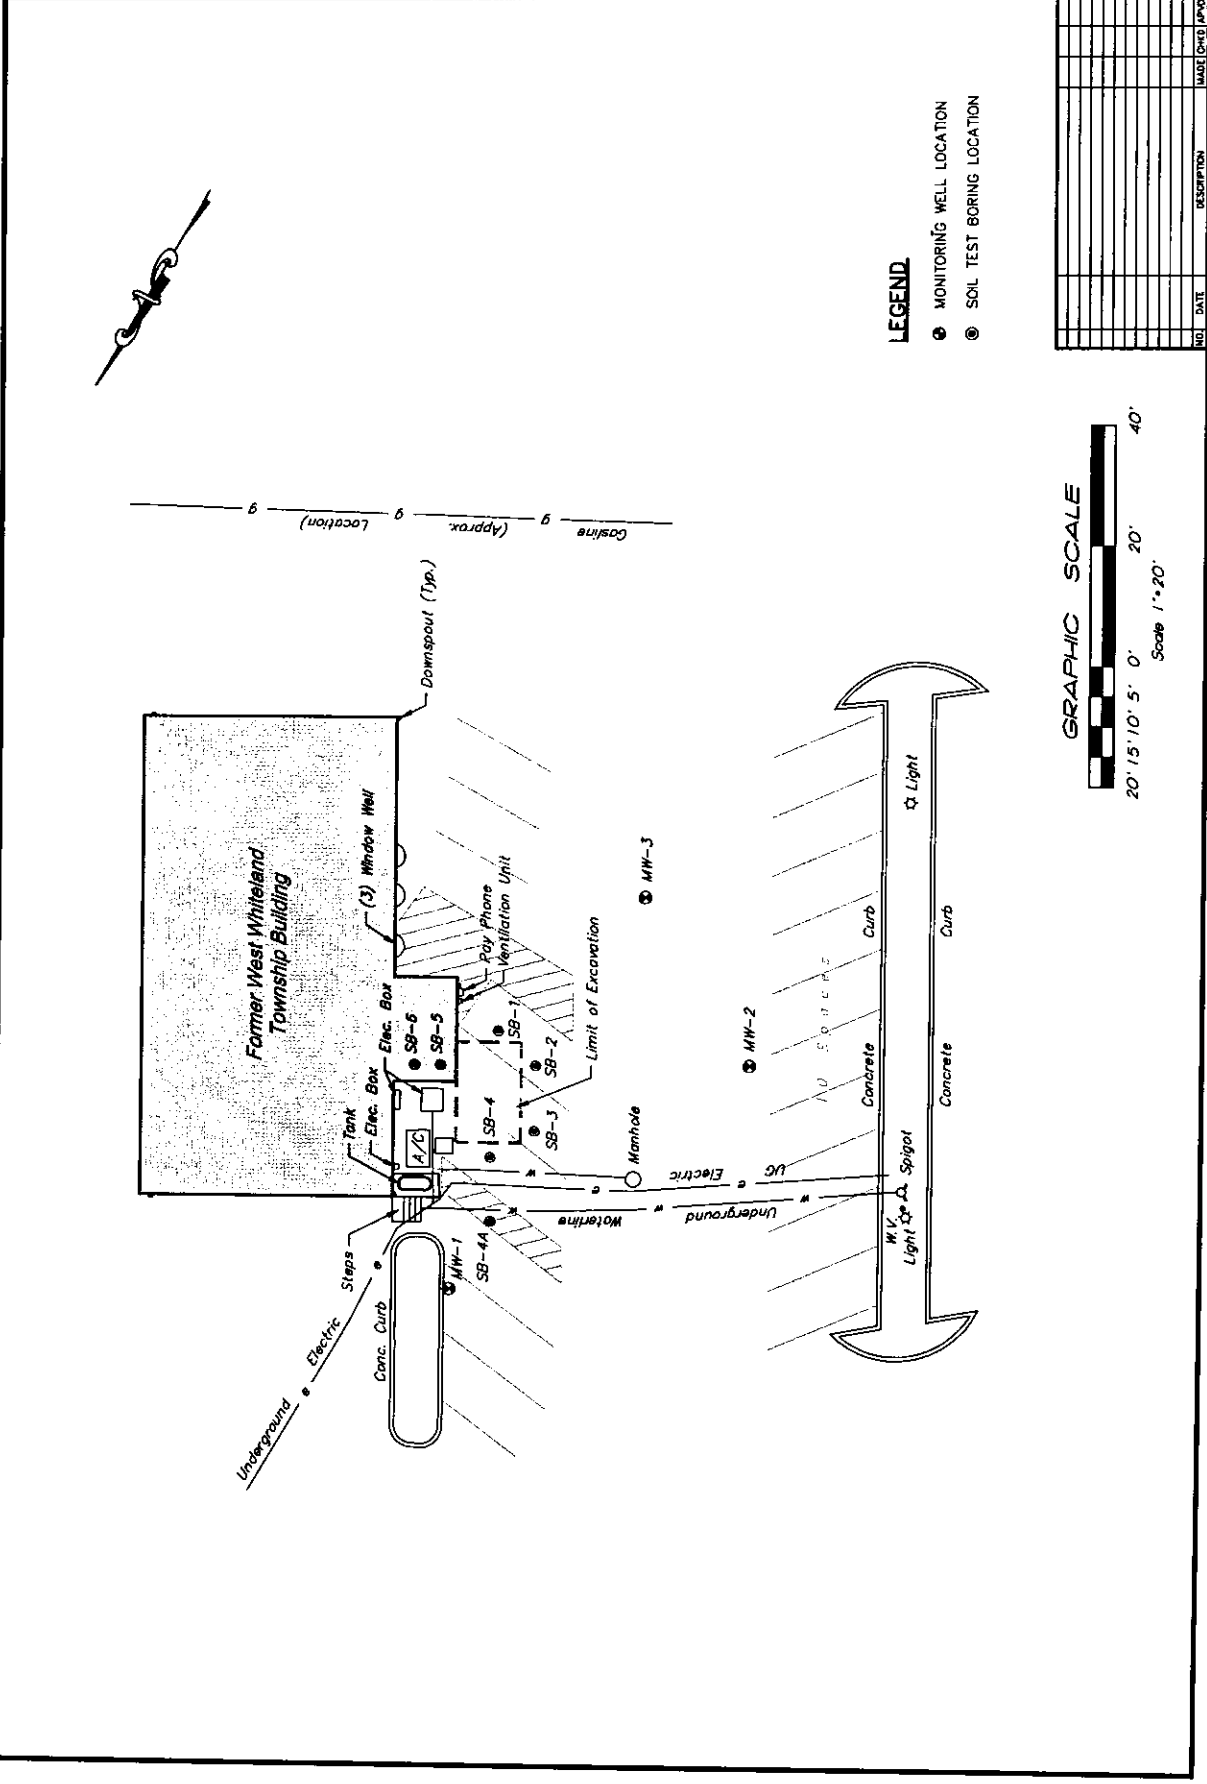 Former West Whiteland
Township Building
(3) Window Well
Downspout (Typ.)
Gasline
(Approx.
Location)
Pay Phone
Ventilation Unit
Elec. Box
Elec. Box
Tank
A/C
SB-6
SB-5
SB-1
SB-2
SB-3
SB-4
SB-4A
Limit of Excavation
Steps
Underground
Electric
e
e
Conc. Curb
MW-1
MW-2
MW-3
Manhole
UG
Electric
e
e
Underground
Waterline
w
w
w
w
g
g
g
10 Spaces
Concrete
Curb
Concrete
Curb
Light
Spigot
W.V.
Light
LEGEND
MONITORING WELL LOCATION
SOIL TEST BORING LOCATION
GRAPHIC SCALE
20' 15' 10' 5' 0' 20' 40'
Scale 1"=20'
NO. DATE DESCRIPTION MADE CHKD APVD